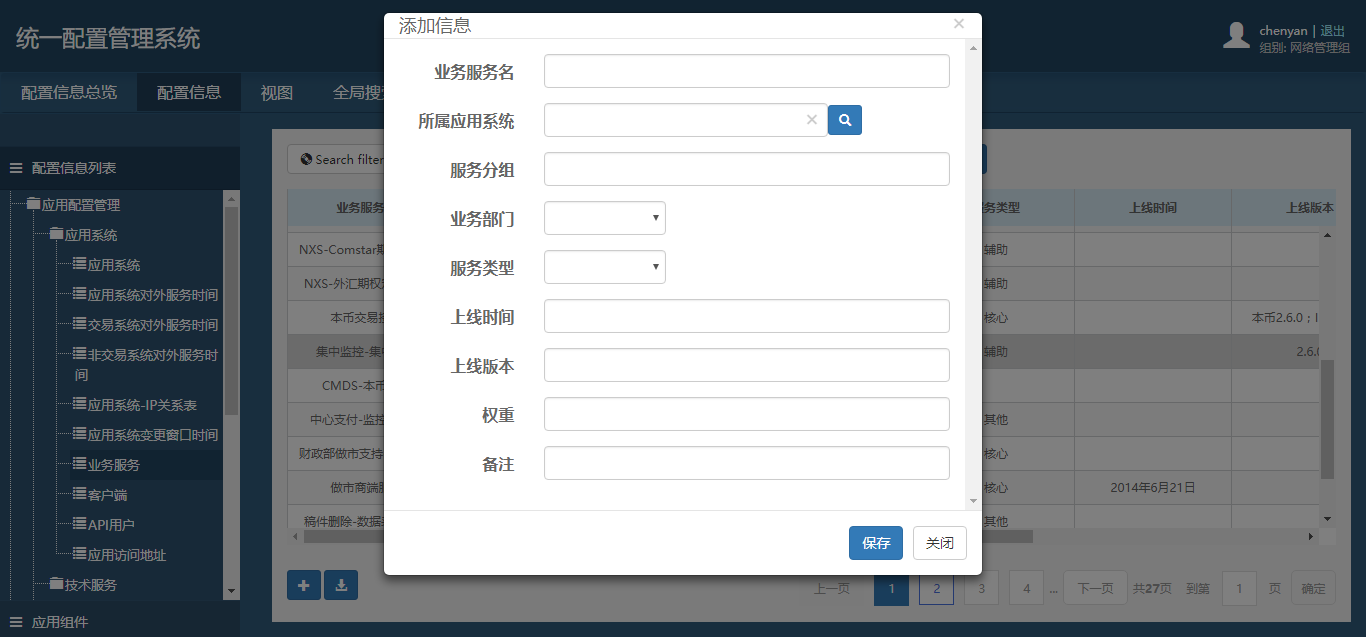 统一配置管理系统
chenyan | 退出
组别: 网络管理组
配置信息总览
配置信息
视图
全局搜
配置信息列表
应用配置管理
应用系统
应用系统
应用系统对外服务时间
交易系统对外服务时间
非交易系统对外服务时
间
应用系统-IP关系表
应用系统变更窗口时间
业务服务
客户端
API用户
应用访问地址
技术服务
应用组件
添加信息
×
业务服务名
所属应用系统
×
服务分组
业务部门
服务类型
上线时间
上线版本
权重
备注
保存
关闭
Search filter
业务服务
务类型
上线时间
上线版本
NXS-Comstar
辅助
NXS-外汇期权
辅助
本币交易
核心
本币2.6.0；
集中监控-集
辅助
2.6.
CMDS-本币
中心支付-监控
其他
财政部做市支持
核心
做市商端
核心
2014年6月21日
稿件删除-数据
其他
上一页
1
2
3
4
...
下一页
共27页
到第
1
页
确定